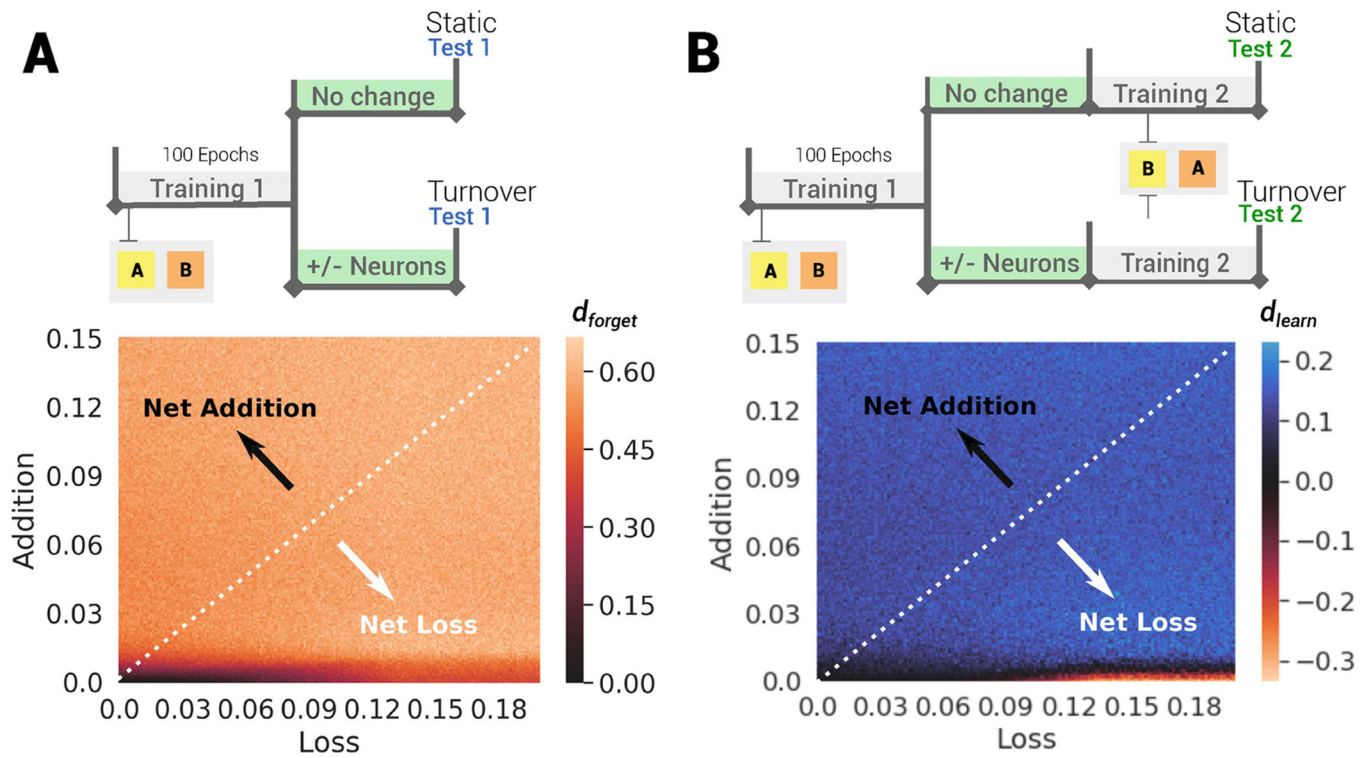 A
Static
Test 1
No change
100 Epochs
Training 1
Turnover
Test 1
A B
+/- Neurons
d_forget
0.15
0.12
0.09
0.06
0.03
0.0
Addition
Net Addition
Net Loss
0.60
0.45
0.30
0.15
0.00
0.0 0.03 0.06 0.09 0.12 0.15 0.18
Loss
B
Static
Test 2
No change
Training 2
100 Epochs
Training 1
B A
Turnover
Test 2
A B
+/- Neurons
Training 2
d_learn
0.15
0.12
0.09
0.06
0.03
0.0
Addition
Net Addition
Net Loss
0.2
0.1
0.0
−0.1
−0.2
−0.3
0.0 0.03 0.06 0.09 0.12 0.15 0.18
Loss